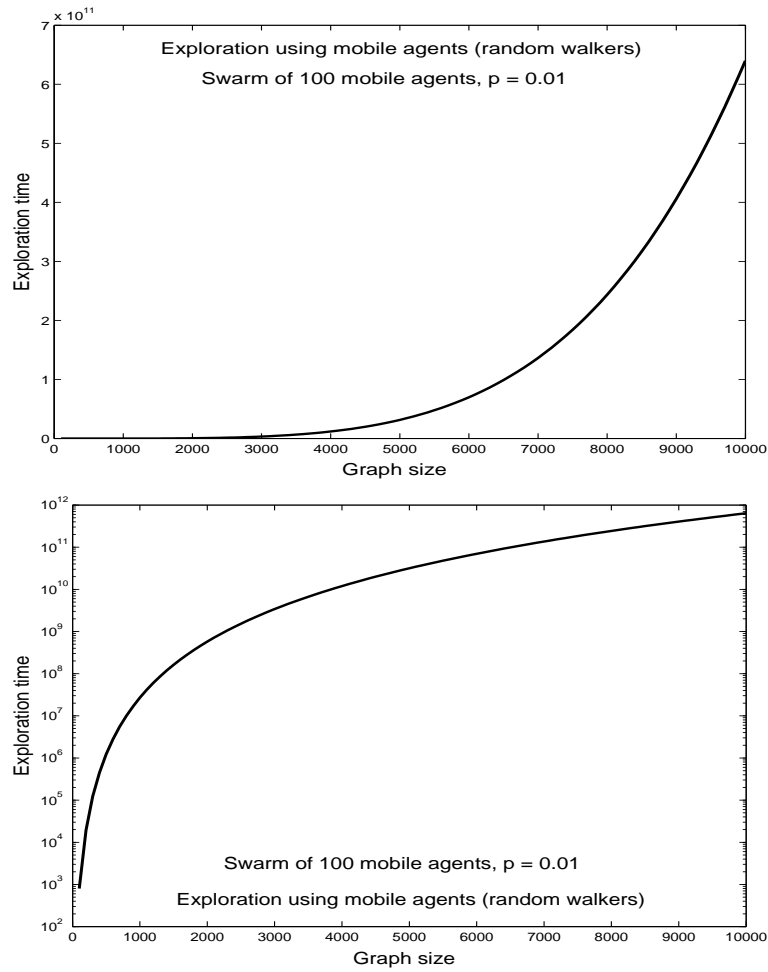 7 x 10^11
Exploration using mobile agents (random walkers)
Swarm of 100 mobile agents, p = 0.01
6
5
4
3
2
1
0
Exploration time
0 1000 2000 3000 4000 5000 6000 7000 8000 9000 10000
Graph size
10^12
10^11
10^10
10^9
10^8
10^7
10^6
10^5
10^4
10^3
10^2
Exploration time
Swarm of 100 mobile agents, p = 0.01
Exploration using mobile agents (random walkers)
0 1000 2000 3000 4000 5000 6000 7000 8000 9000 10000
Graph size